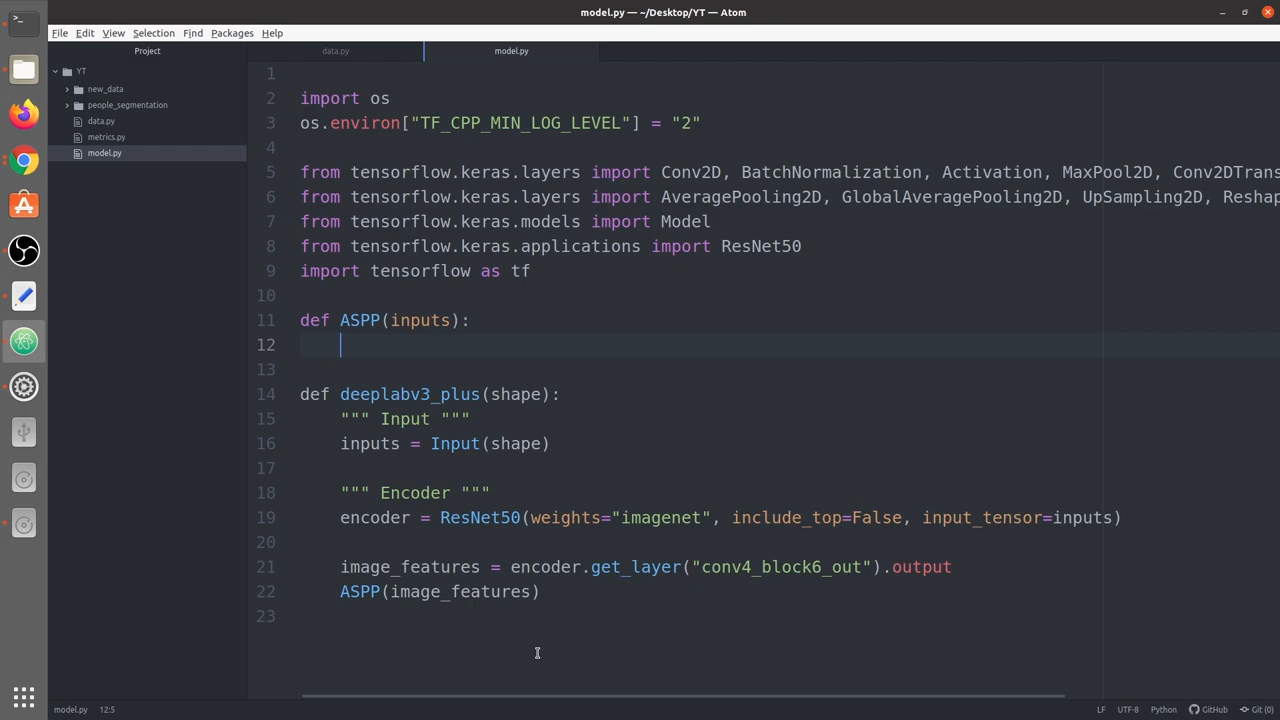 model.py — ~/Desktop/YT — Atom
File Edit View Selection Find Packages Help
Project
data.py
model.py
YT
new_data
people_segmentation
data.py
metrics.py
model.py
1
2 import os
3 os.environ["TF_CPP_MIN_LOG_LEVEL"] = "2"
4
5 from tensorflow.keras.layers import Conv2D, BatchNormalization, Activation, MaxPool2D, Conv2DTrans
6 from tensorflow.keras.layers import AveragePooling2D, GlobalAveragePooling2D, UpSampling2D, Reshap
7 from tensorflow.keras.models import Model
8 from tensorflow.keras.applications import ResNet50
9 import tensorflow as tf
10
11 def ASPP(inputs):
12
13
14 def deeplabv3_plus(shape):
15 """ Input """
16 inputs = Input(shape)
17
18 """ Encoder """
19 encoder = ResNet50(weights="imagenet", include_top=False, input_tensor=inputs)
20
21 image_features = encoder.get_layer("conv4_block6_out").output
22 ASPP(image_features)
23
model.py 12:5 LF UTF-8 Python GitHub Git (0)